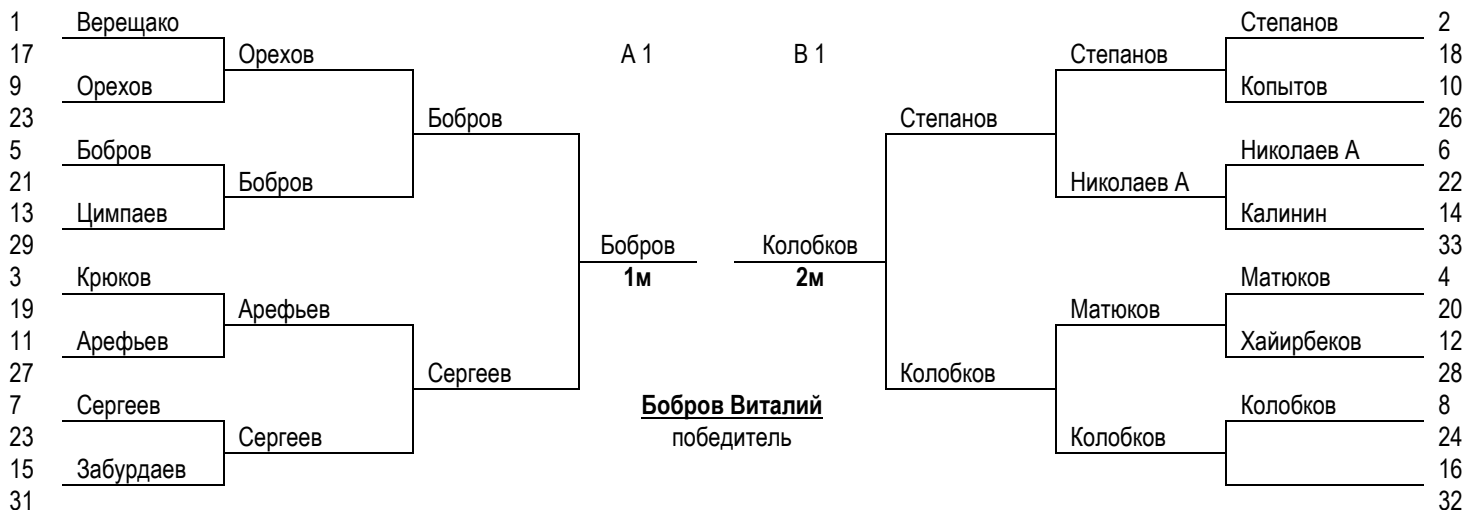 1 Верещако Степанов 2
17 Орехов А 1 В 1 Степанов 18
9 Орехов Копытов 10
23 Бобров Степанов 26
5 Бобров Николаев А 6
21 Бобров Николаев А 22
13 Цимпаев Калинин 14
29 Бобров Колобков 33
3 Крюков 1м 2м Матюков 4
19 Арефьев Матюков 20
11 Арефьев Хайирбеков 12
27 Сергеев Колобков 28
7 Сергеев Бобров Виталий Колобков 8
23 Сергеев победитель Колобков 24
15 Забурдаев 16
31 32